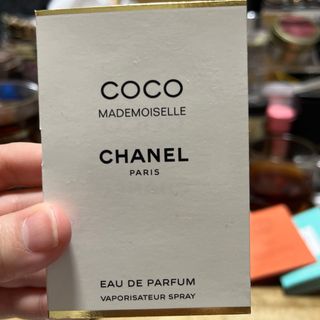 COCO
MADEMOISELLE
CHANEL
PARIS
EAU DE PARFUM
VAPORISATEUR SPRAY